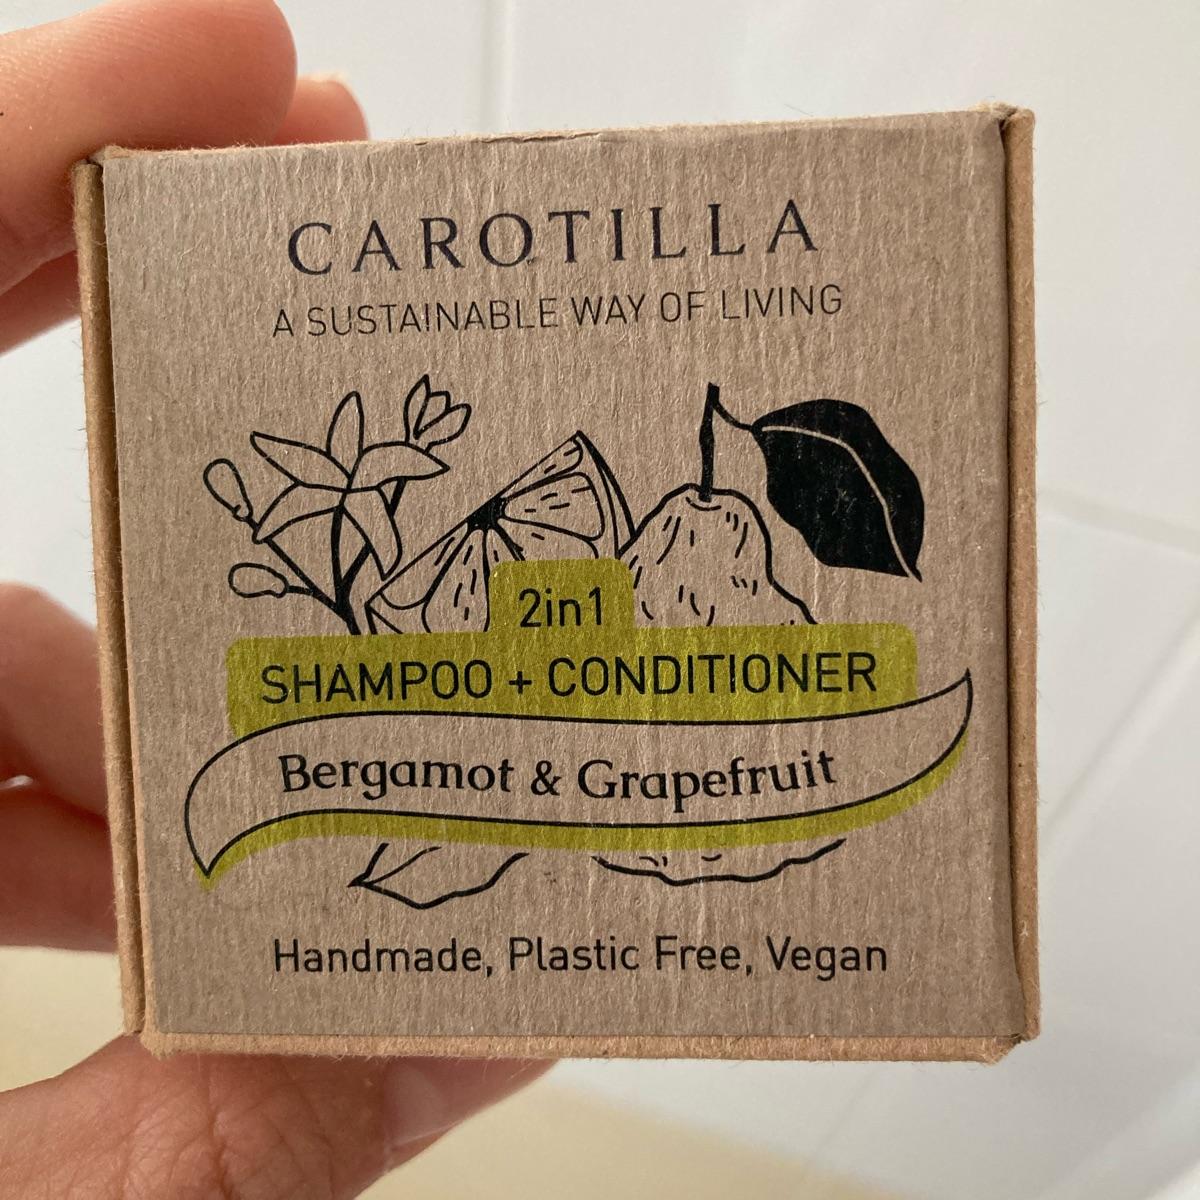 CAROTILLA
A SUSTAINABLE WAY OF LIVING
2in1
SHAMPOO + CONDITIONER
Bergamot & Grapefruit
Handmade, Plastic Free, Vegan